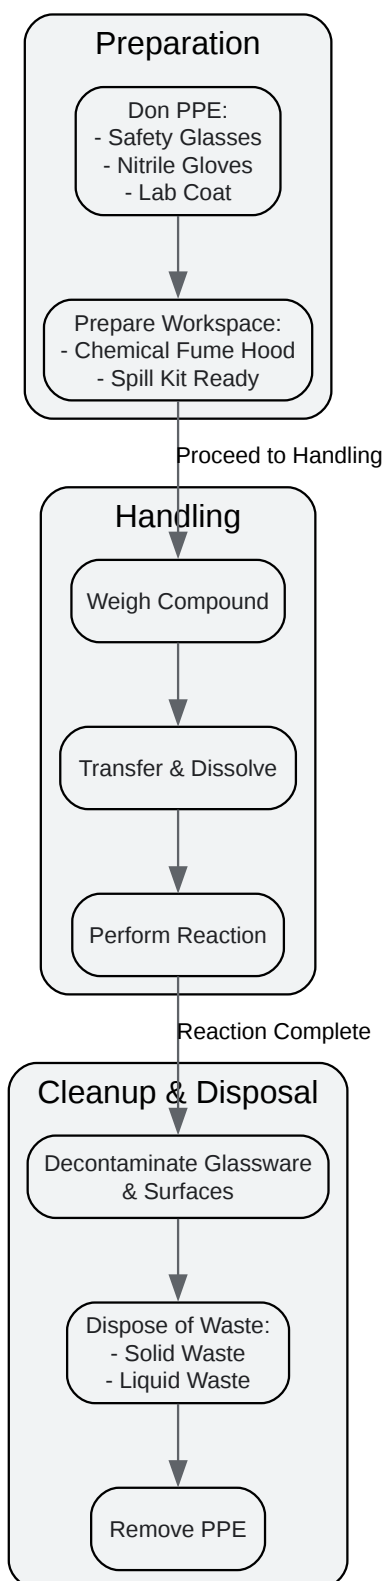 Preparation
Don PPE:
- Safety Glasses
- Nitrile Gloves
- Lab Coat
Prepare Workspace:
- Chemical Fume Hood
- Spill Kit Ready
Proceed to Handling
Handling
Weigh Compound
Transfer & Dissolve
Perform Reaction
Reaction Complete
Cleanup & Disposal
Decontaminate Glassware
& Surfaces
Dispose of Waste:
- Solid Waste
- Liquid Waste
Remove PPE